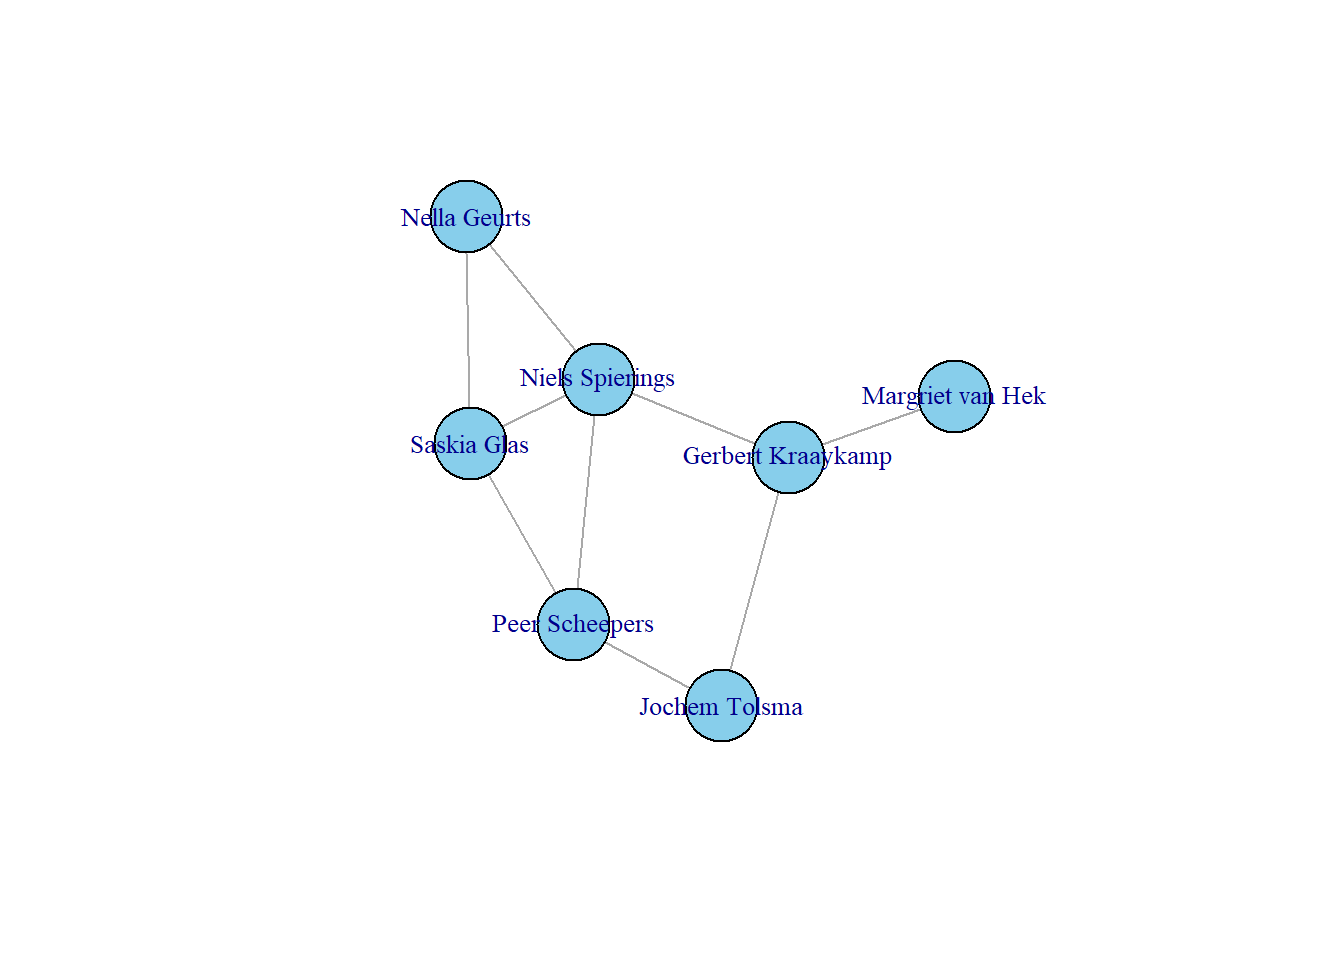 Nella Geurts
Niels Spierings
Margriet van Hek
Saskia Glas
Gerbert Kraaykamp
Peer Scheepers
Jochem Tolsma